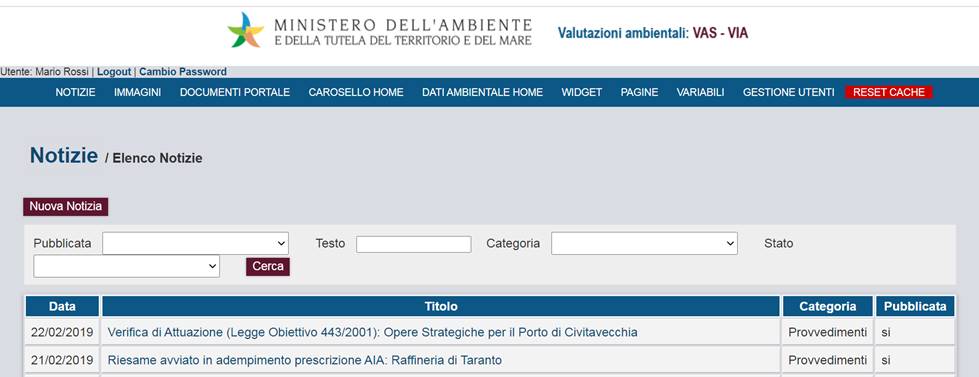 MINISTERO DELL'AMBIENTE
E DELLA TUTELA DEL TERRITORIO E DEL MARE
Valutazioni ambientali: VAS - VIA
Utente: Mario Rossi | Logout | Cambio Password
NOTIZIE IMMAGINI DOCUMENTI PORTALE CAROSELLO HOME DATI AMBIENTALE HOME WIDGET PAGINE VARIABILI GESTIONE UTENTI RESET CACHE
Notizie / Elenco Notizie
Nuova Notizia
Pubblicata Testo Categoria Stato
Cerca
Data Titolo Categoria Pubblicata
22/02/2019 Verifica di Attuazione (Legge Obiettivo 443/2001): Opere Strategiche per il Porto di Civitavecchia Provvedimenti si
21/02/2019 Riesame avviato in adempimento prescrizione AIA: Raffineria di Taranto Provvedimenti si